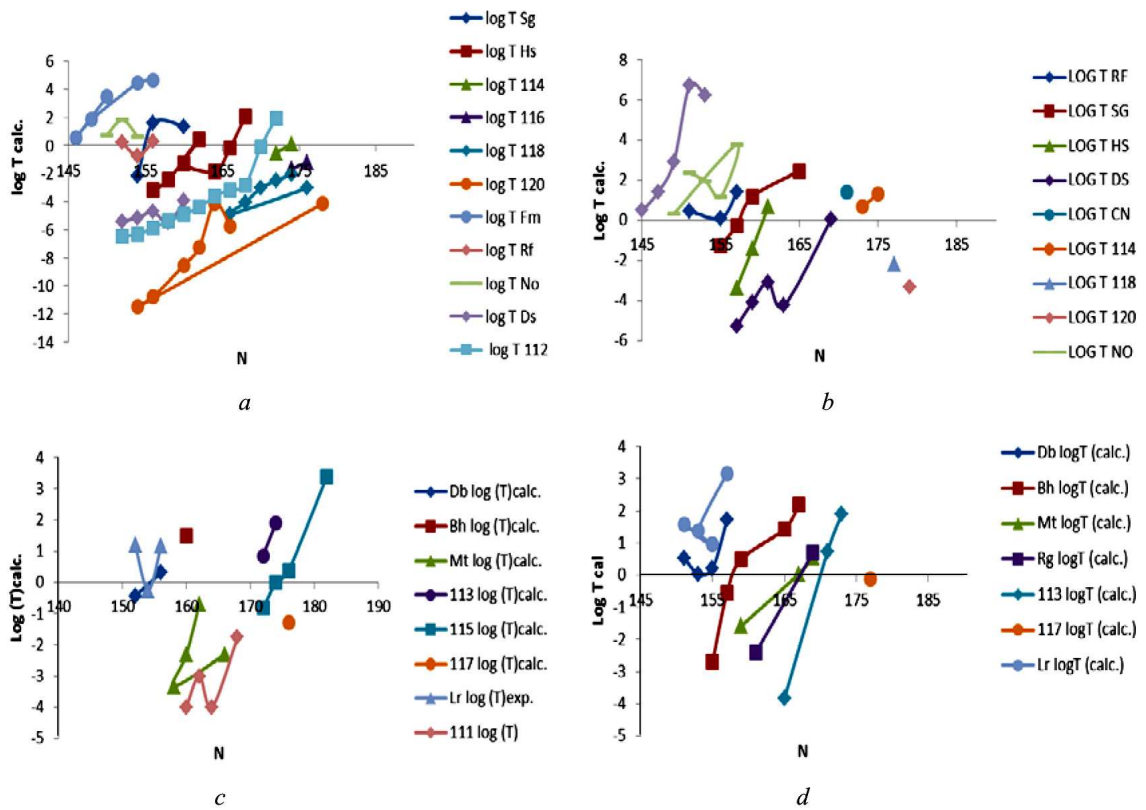 log T calc.
6
4
2
0
-2
-4
-6
-8
-10
-12
-14
145
155
165
175
185
N
log T Sg
log T Hs
log T 114
log T 116
log T 118
log T 120
log T Fm
log T Rf
log T No
log T Ds
log T 112
a
Log T calc.
8
6
4
2
0
-2
-4
-6
145
155
165
175
185
N
LOG T RF
LOG T SG
LOG T HS
LOG T DS
LOG T CN
LOG T 114
LOG T 118
LOG T 120
LOG T NO
b
Log (T)calc.
4
3
2
1
0
-1
-2
-3
-4
-5
140
150
160
170
180
190
N
Db log (T)calc.
Bh log (T)calc.
Mt log (T)calc.
113 log (T)calc.
115 log (T)calc.
117 log (T)calc.
Lr log (T)exp.
111 log (T)
c
Log T cal
4
3
2
1
0
-1
-2
-3
-4
-5
145
155
165
175
185
N
Db logT (calc.)
Bh logT (calc.)
Mt logT (calc.)
Rg logT (calc.)
113 logT (calc.)
117 logT (calc.)
Lr logT (calc.)
d